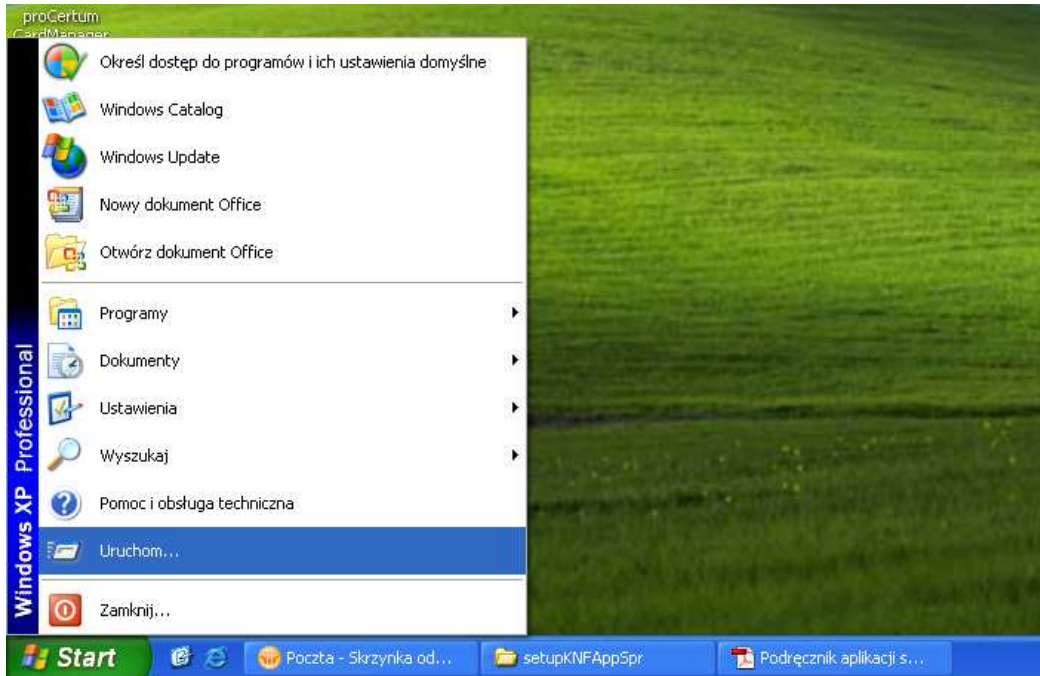 proCertum
CardManager
Określ dostęp do programów i ich ustawienia domyślne
Windows Catalog
Windows Update
Nowy dokument Office
Otwórz dokument Office
Programy
Dokumenty
Ustawienia
Wyszukaj
Pomoc i obsługa techniczna
Uruchom...
Zamknij...
Windows XP Professional
Start
Poczta - Skrzynka od...
setupKNFAppSpr
Podręcznik aplikacji s...